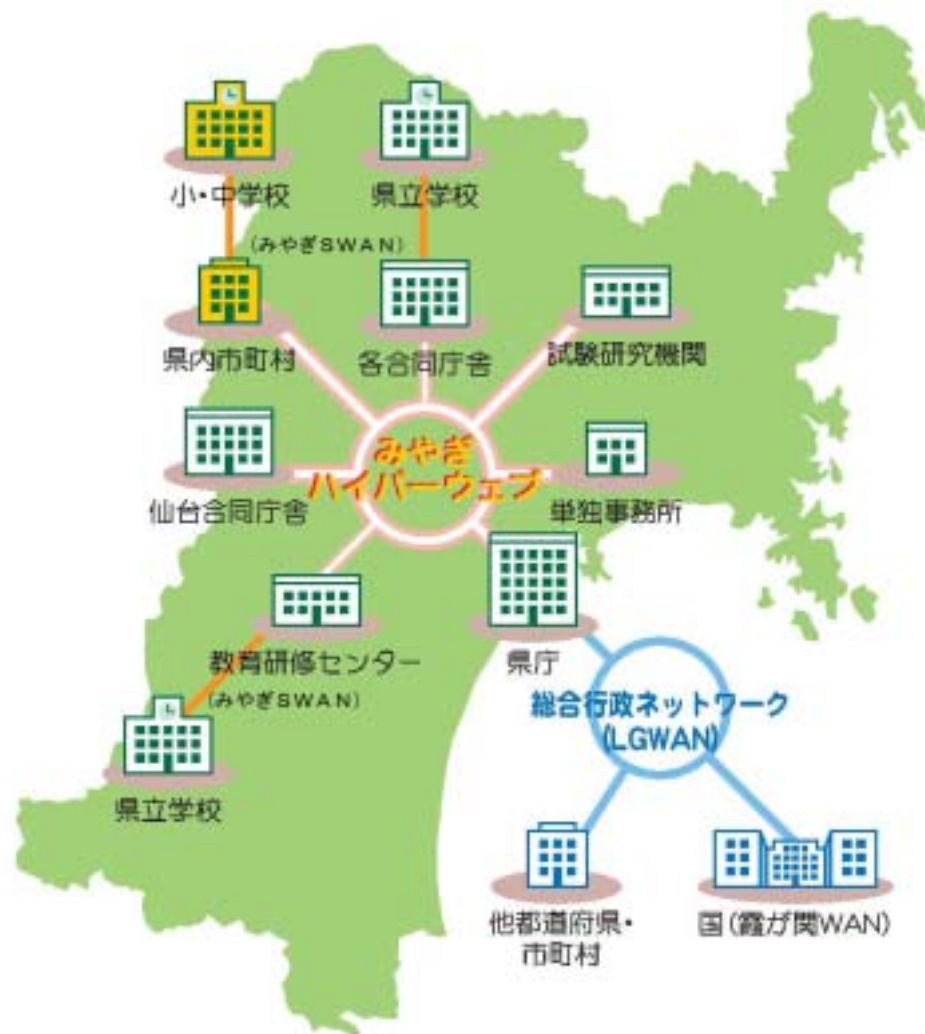 小・中学校
県立学校
(みやぎSWAN)
県内市町村
各合同庁舎
試験研究機関
みやぎ
ハイパーウェブ
仙台合同庁舎
単独事務所
教育研修センター
県庁
(みやぎSWAN)
県立学校
総合行政ネットワーク
(LGWAN)
他都道府県・
市町村
国(霞が関WAN)